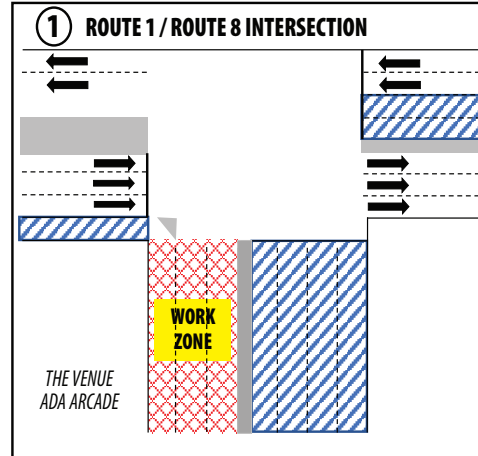 1 ROUTE 1 / ROUTE 8 INTERSECTION
WORK
ZONE
THE VENUE
ADA ARCADE